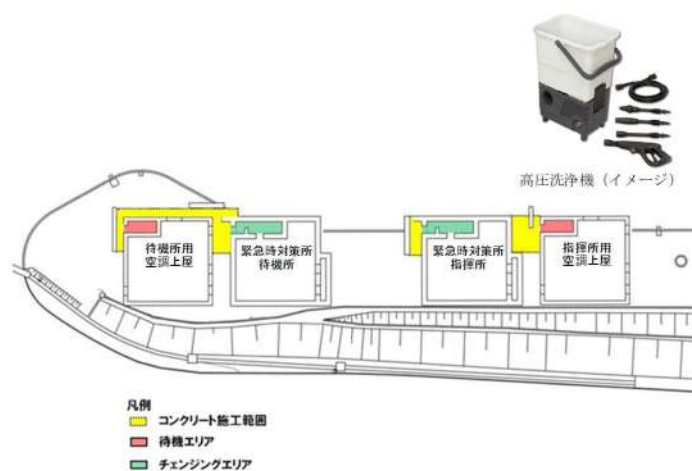 高圧洗浄機（イメージ）
待機所用
空調上屋
緊急時対策所
待機所
緊急時対策所
指揮所
指揮所用
空調上屋
凡例
コンクリート施工範囲
待機エリア
チェンジングエリア